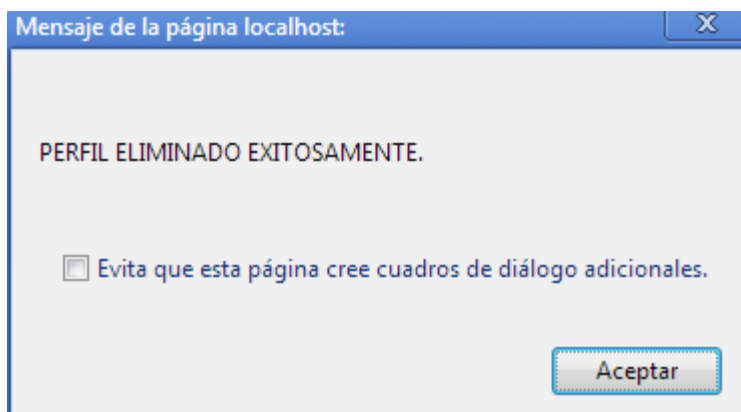 Mensaje de la página localhost:
PERFIL ELIMINADO EXITOSAMENTE.
Evita que esta página cree cuadros de diálogo adicionales.
Aceptar